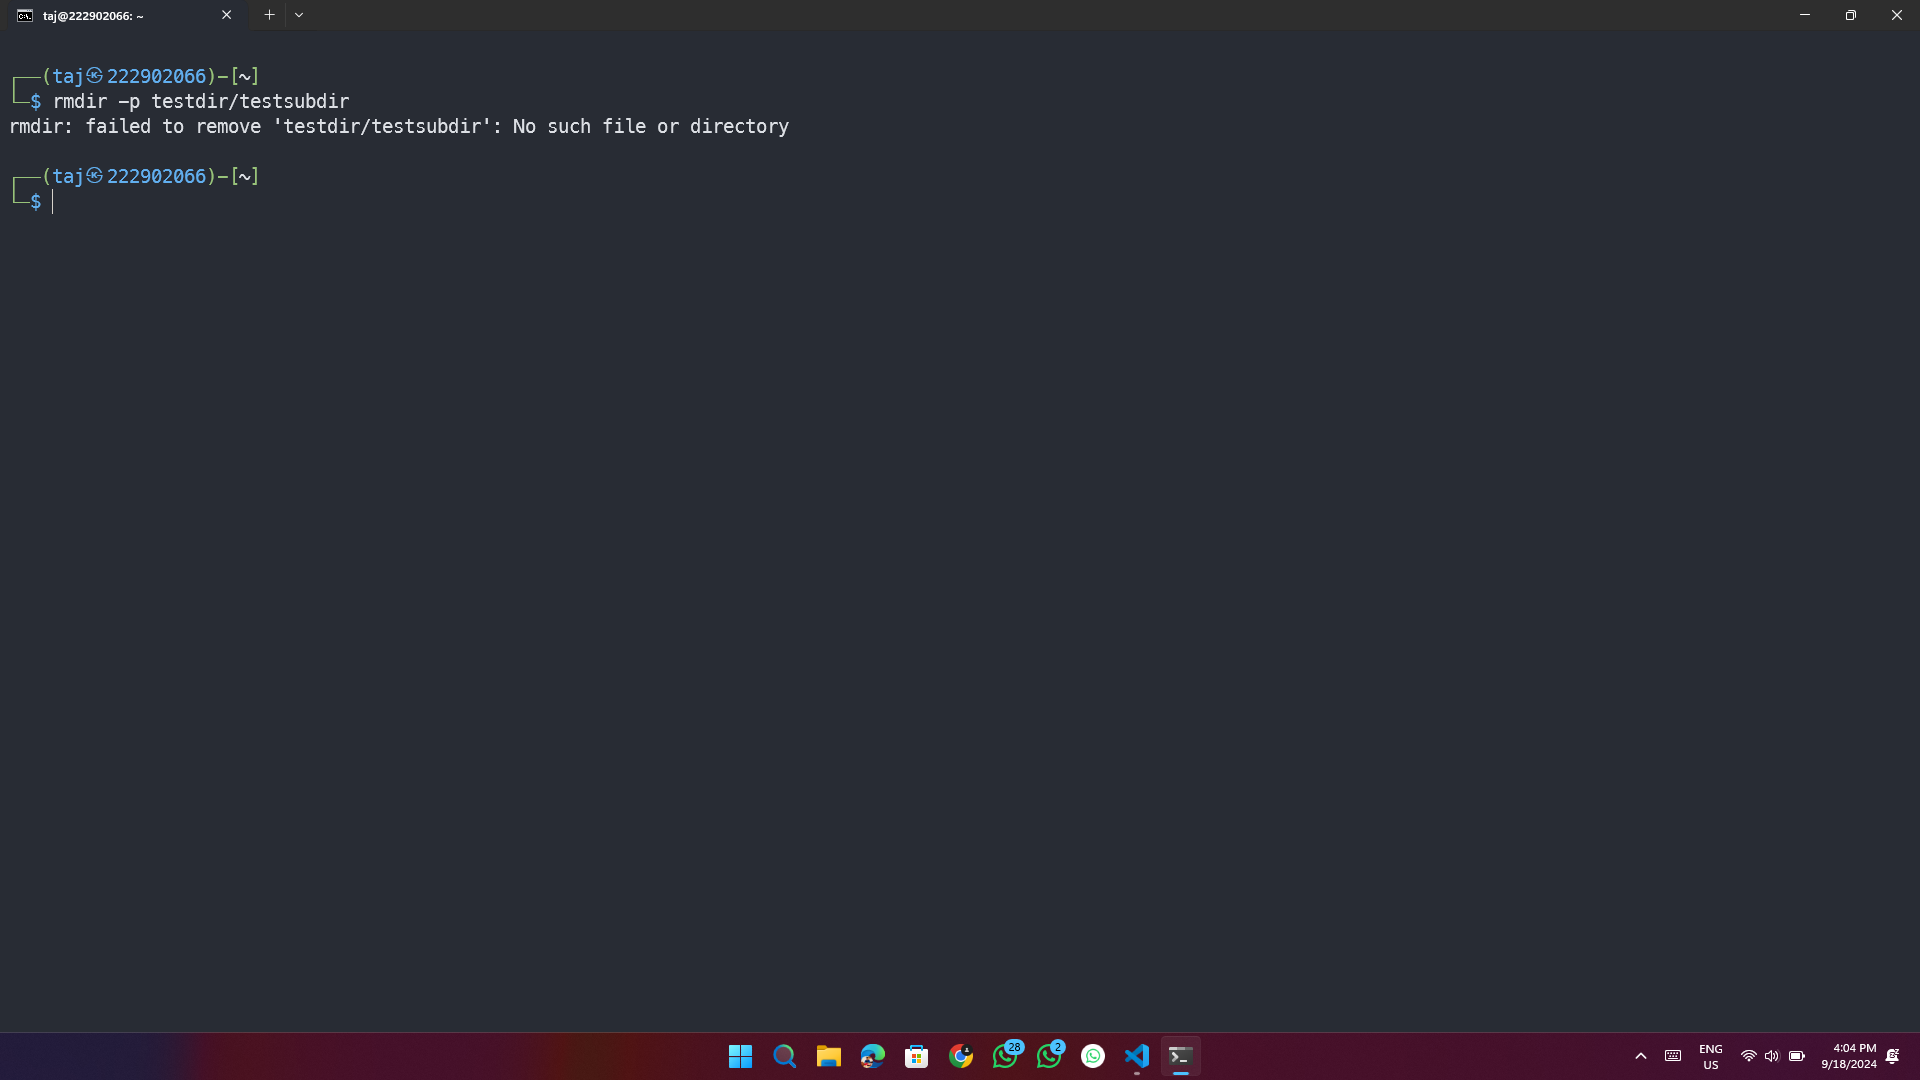 taj@222902066: ~
┌──(taj㉿222902066)-[~]
└─$ rmdir -p testdir/testsubdir
rmdir: failed to remove 'testdir/testsubdir': No such file or directory
┌──(taj㉿222902066)-[~]
└─$
28
2
ENG
US
4:04 PM
9/18/2024